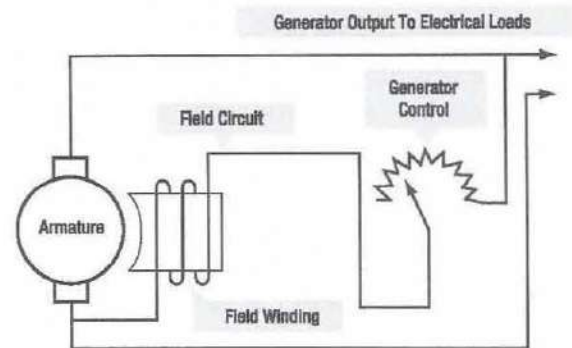 Generator Output To Electrical Loads
Generator
Control
Field Circuit
Armature
Field Winding